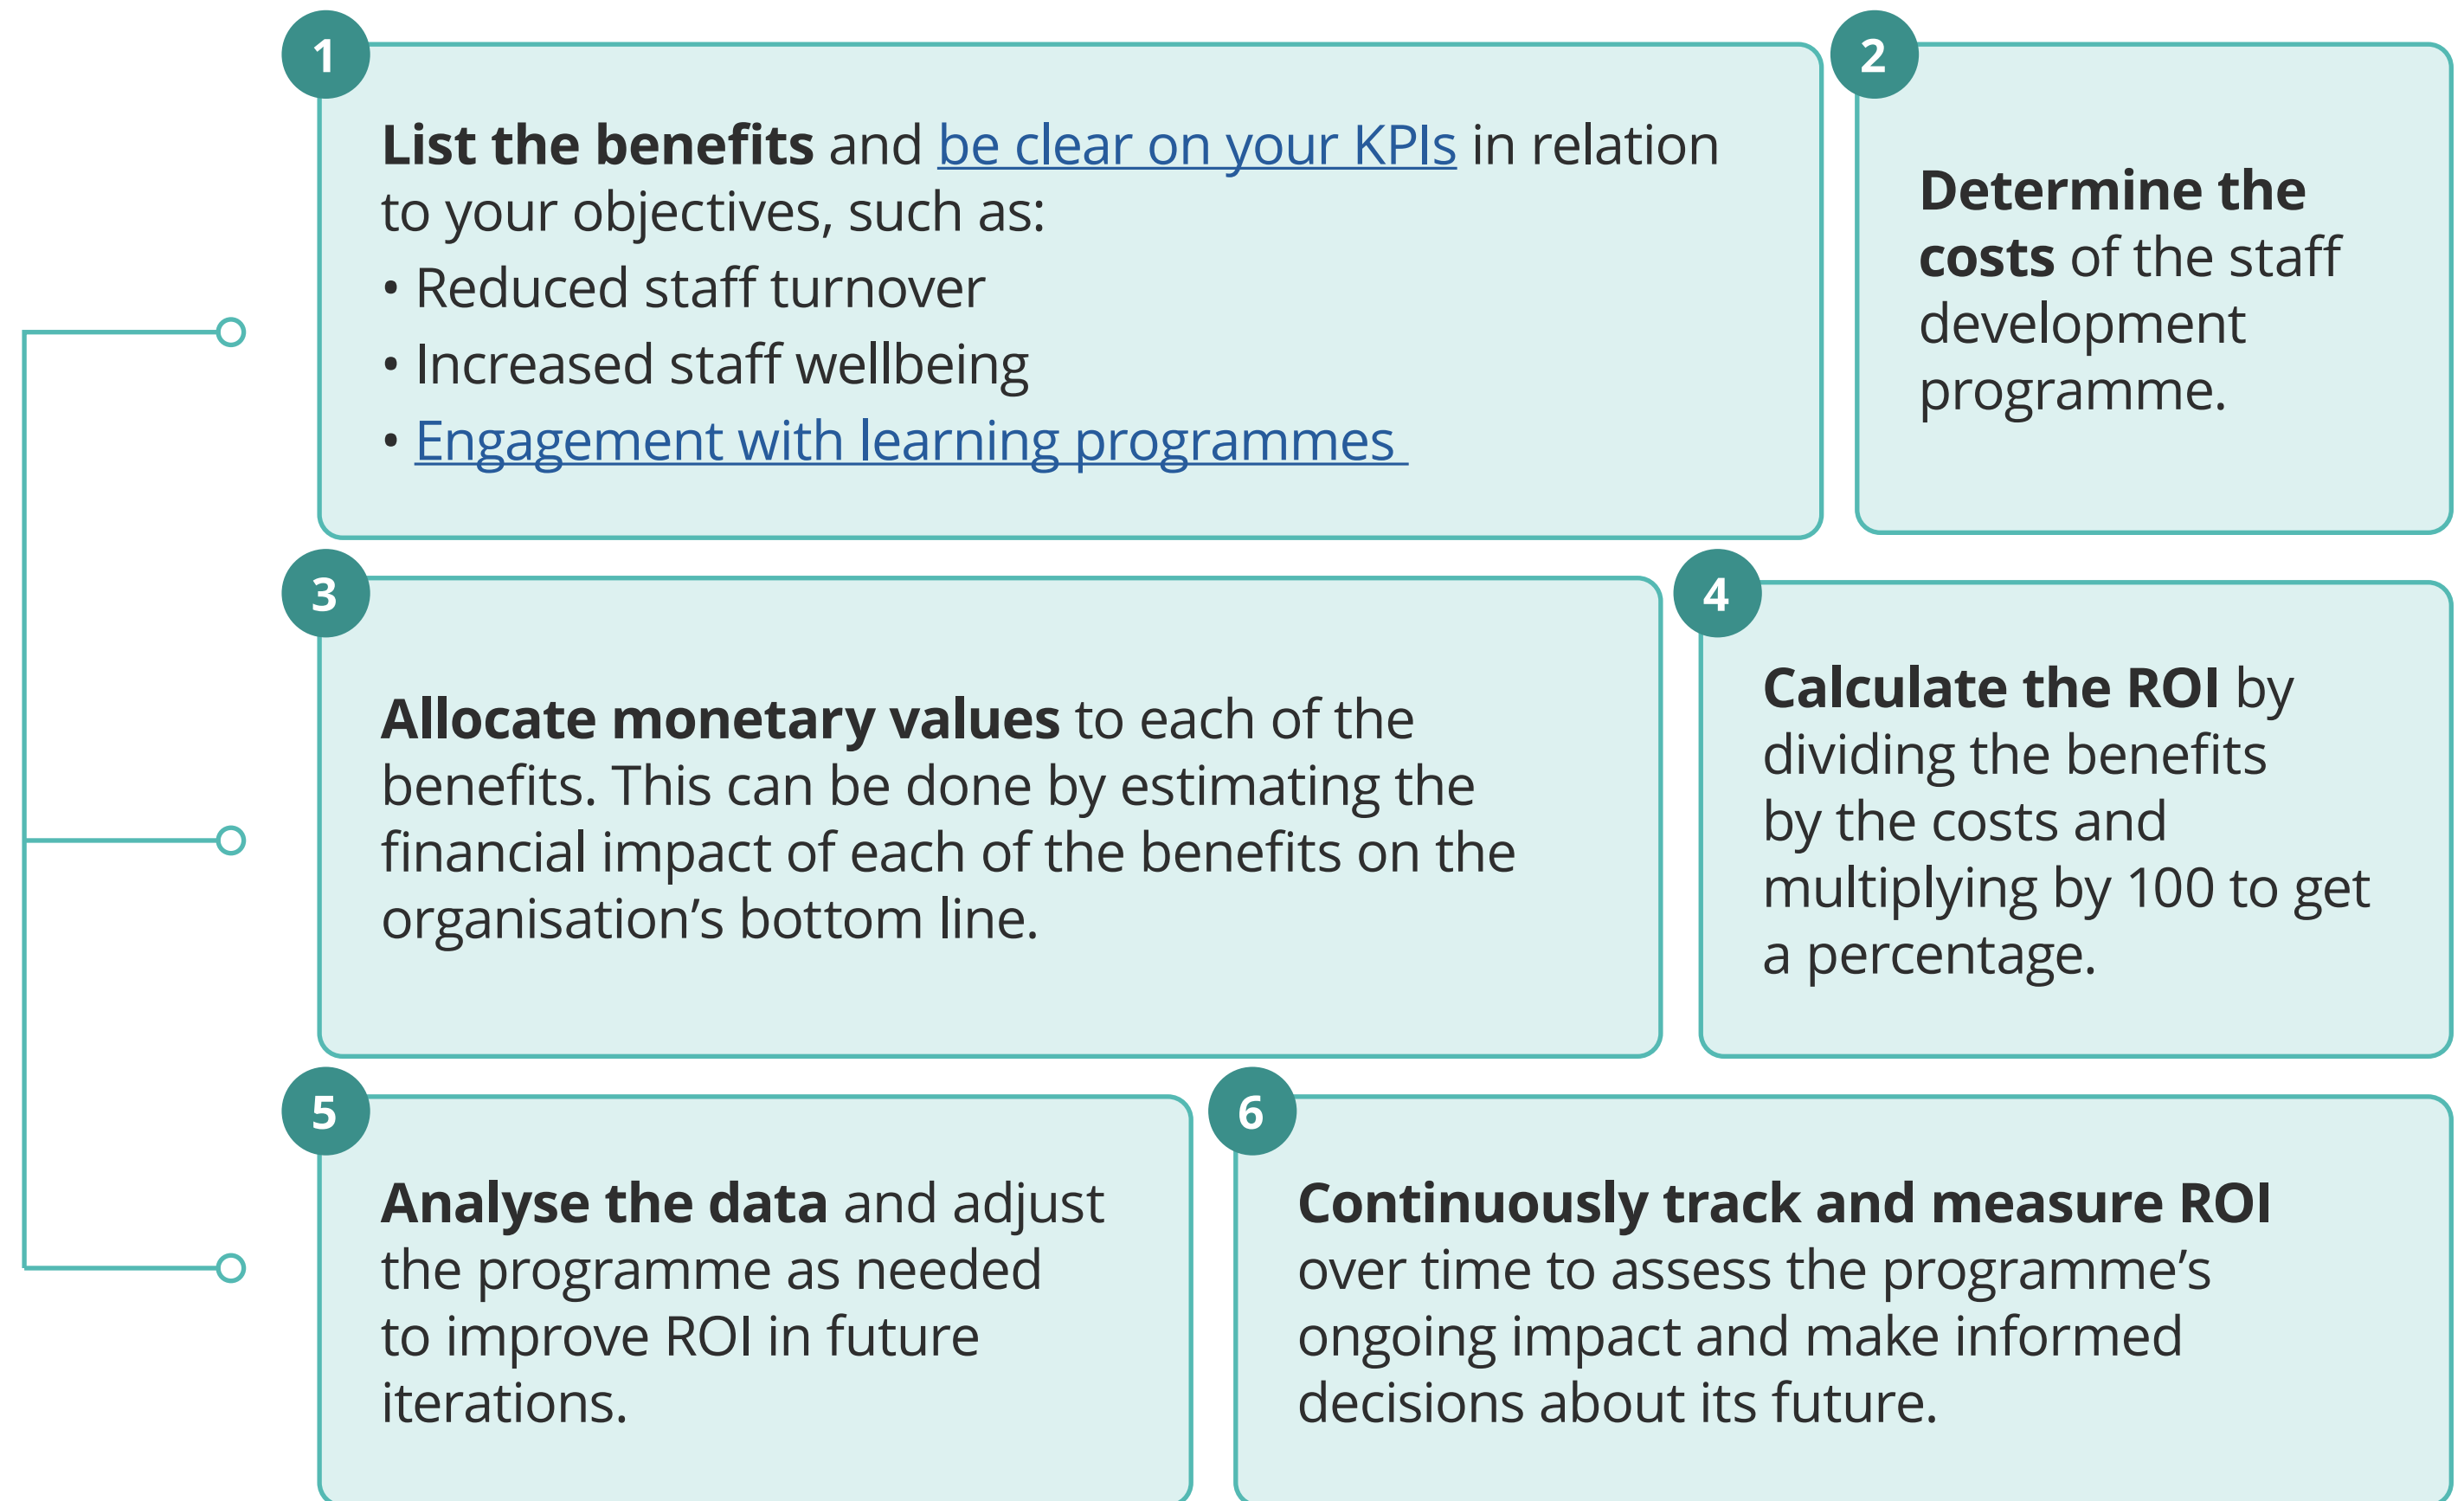 1
List the benefits and be clear on your KPIs in relation
to your objectives, such as:
• Reduced staff turnover
• Increased staff wellbeing
• Engagement with learning programmes
2
Determine the
costs of the staff
development
programme.
3
Allocate monetary values to each of the
benefits. This can be done by estimating the
financial impact of each of the benefits on the
organisation’s bottom line.
4
Calculate the ROI by
dividing the benefits
by the costs and
multiplying by 100 to get
a percentage.
5
Analyse the data and adjust
the programme as needed
to improve ROI in future
iterations.
6
Continuously track and measure ROI
over time to assess the programme’s
ongoing impact and make informed
decisions about its future.